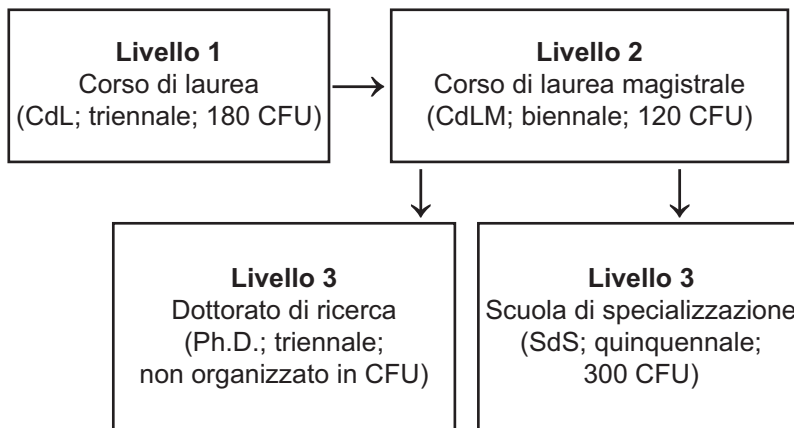 Livello 1
Corso di laurea
(CdL; triennale; 180 CFU)
Livello 2
Corso di laurea magistrale
(CdLM; biennale; 120 CFU)
Livello 3
Dottorato di ricerca
(Ph.D.; triennale;
non organizzato in CFU)
Livello 3
Scuola di specializzazione
(SdS; quinquennale;
300 CFU)